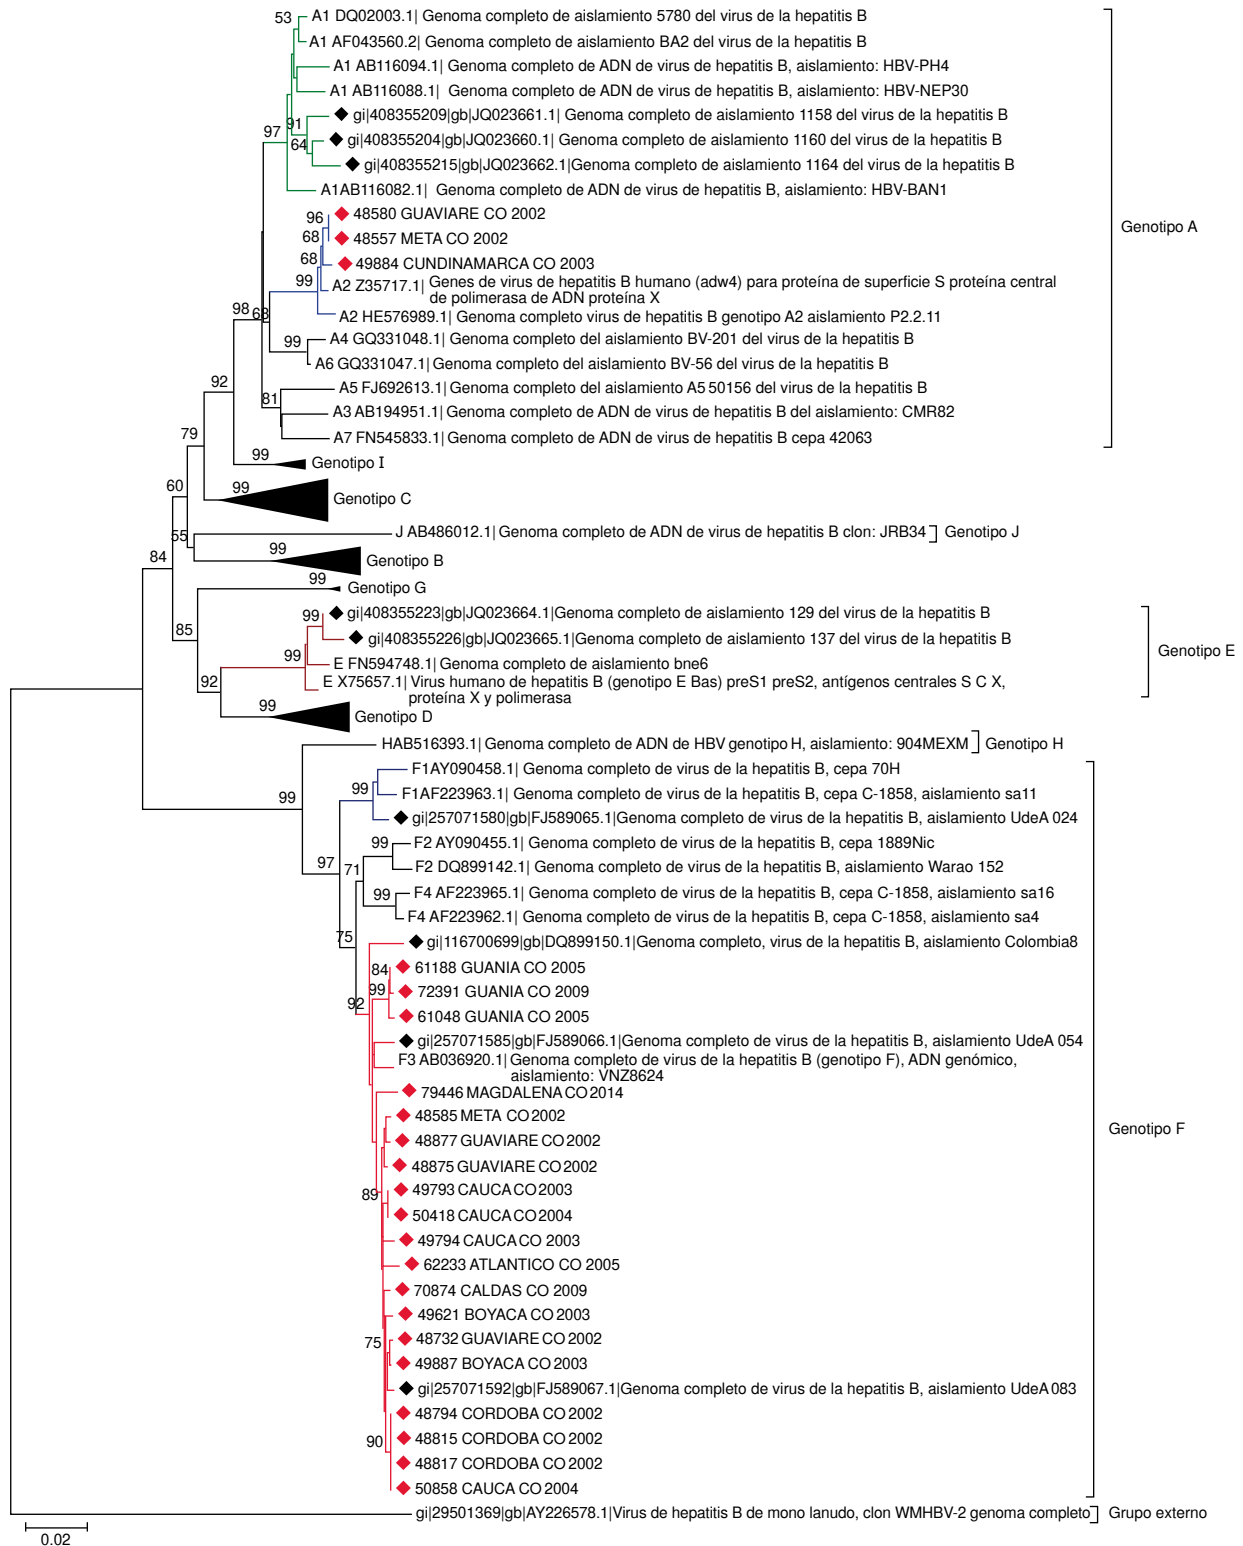 53
A1 DQ02003.1| Genoma completo de aislamiento 5780 del virus de la hepatitis B
A1 AF043560.2| Genoma completo de aislamiento BA2 del virus de la hepatitis B
A1 AB116094.1| Genoma completo de ADN de virus de hepatitis B, aislamiento: HBV-PH4
A1 AB116088.1| Genoma completo de ADN de virus de hepatitis B, aislamiento: HBV-NEP30
91
gi|408355209|gb|JQ023661.1| Genoma completo de aislamiento 1158 del virus de la hepatitis B
97
64
gi|408355204|gb|JQ023660.1| Genoma completo de aislamiento 1160 del virus de la hepatitis B
gi|408355215|gb|JQ023662.1|Genoma completo de aislamiento 1164 del virus de la hepatitis B
A1AB116082.1| Genoma completo de ADN de virus de hepatitis B, aislamiento: HBV-BAN1
96
48580 GUAVIARE CO 2002
Genotipo A
68
48557 META CO 2002
68
49884 CUNDINAMARCA CO 2003
99
A2 Z35717.1| Genes de virus de hepatitis B humano (adw4) para proteína de superficie S proteína central
de polimerasa de ADN proteína X
98
68
A2 HE576989.1| Genoma completo virus de hepatitis B genotipo A2 aislamiento P2.2.11
99
A4 GQ331048.1| Genoma completo del aislamiento BV-201 del virus de la hepatitis B
A6 GQ331047.1| Genoma completo del aislamiento BV-56 del virus de la hepatitis B
92
81
A5 FJ692613.1| Genoma completo del aislamiento A5 50156 del virus de la hepatitis B
A3 AB194951.1| Genoma completo de ADN de virus de hepatitis B del aislamiento: CMR82
79
A7 FN545833.1| Genoma completo de ADN de virus de hepatitis B cepa 42063
99
Genotipo I
60
99
Genotipo C
55
J AB486012.1| Genoma completo de ADN de virus de hepatitis B clon: JRB34
Genotipo J
84
99
Genotipo B
99
Genotipo G
99
gi|408355223|gb|JQ023664.1|Genoma completo de aislamiento 129 del virus de la hepatitis B
85
gi|408355226|gb|JQ023665.1|Genoma completo de aislamiento 137 del virus de la hepatitis B
Genotipo E
99
E FN594748.1| Genoma completo de aislamiento bne6
92
E X75657.1| Virus humano de hepatitis B (genotipo E Bas) preS1 preS2, antígenos centrales S C X,
proteína X y polimerasa
99
Genotipo D
HAB516393.1| Genoma completo de ADN de HBV genotipo H, aislamiento: 904MEXM
Genotipo H
F1AY090458.1| Genoma completo de virus de la hepatitis B, cepa 70H
99
99
F1AF223963.1| Genoma completo de virus de la hepatitis B, cepa C-1858, aislamiento sa11
gi|257071580|gb|FJ589065.1|Genoma completo de virus de la hepatitis B, aislamiento UdeA 024
99
F2 AY090455.1| Genoma completo de virus de la hepatitis B, cepa 1889Nic
97
71
F2 DQ899142.1| Genoma completo de virus de la hepatitis B, aislamiento Warao 152
99
F4 AF223965.1| Genoma completo de virus de la hepatitis B, cepa C-1858, aislamiento sa16
F4 AF223962.1| Genoma completo de virus de la hepatitis B, cepa C-1858, aislamiento sa4
75
gi|116700699|gb|DQ899150.1|Genoma completo, virus de la hepatitis B, aislamiento Colombia8
84
61188 GUANIA CO 2005
99
72391 GUANIA CO 2009
92
61048 GUANIA CO 2005
gi|257071585|gb|FJ589066.1|Genoma completo de virus de la hepatitis B, aislamiento UdeA 054
F3 AB036920.1| Genoma completo de virus de la hepatitis B (genotipo F), ADN genómico,
aislamiento: VNZ8624
79446 MAGDALENA CO 2014
48585 META CO 2002
Genotipo F
48877 GUAVIARE CO 2002
48875 GUAVIARE CO 2002
89
49793 CAUCA CO 2003
50418 CAUCA CO 2004
49794 CAUCA CO 2003
62233 ATLANTICO CO 2005
70874 CALDAS CO 2009
49621 BOYACA CO 2003
75
48732 GUAVIARE CO 2002
49887 BOYACA CO 2003
gi|257071592|gb|FJ589067.1|Genoma completo de virus de la hepatitis B, aislamiento UdeA 083
48794 CORDOBA CO 2002
90
48815 CORDOBA CO 2002
48817 CORDOBA CO 2002
50858 CAUCA CO 2004
gi|29501369|gb|AY226578.1|Virus de hepatitis B de mono lanudo, clon WMHBV-2 genoma completo
Grupo externo
0.02